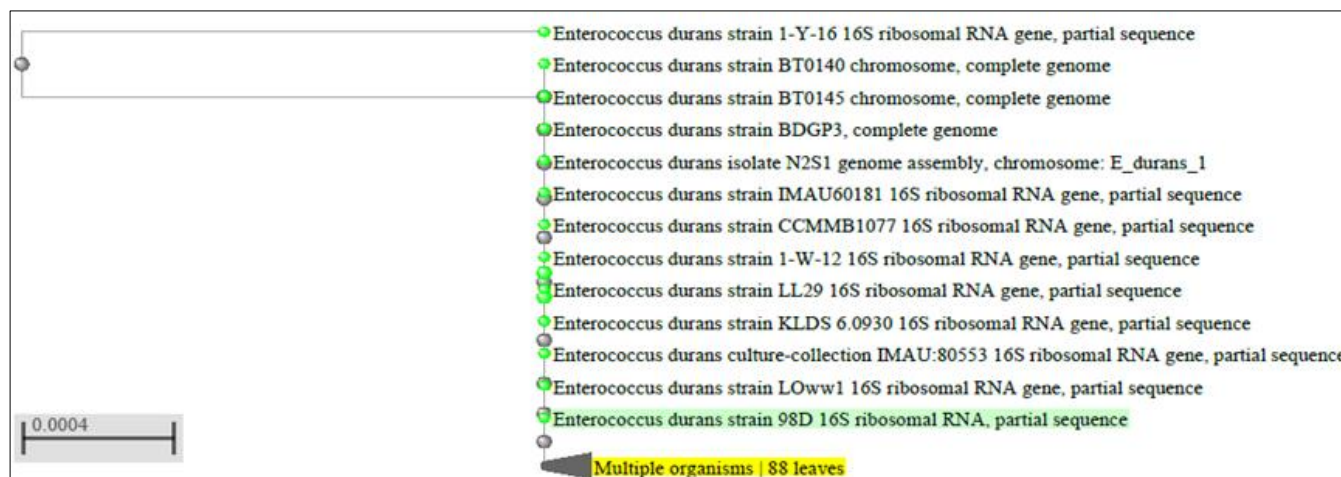 Enterococcus durans strain 1-Y-16 16S ribosomal RNA gene, partial sequence
Enterococcus durans strain BT0140 chromosome, complete genome
Enterococcus durans strain BT0145 chromosome, complete genome
Enterococcus durans strain BDGP3, complete genome
Enterococcus durans isolate N2S1 genome assembly, chromosome: E_durans_1
Enterococcus durans strain IMAU60181 16S ribosomal RNA gene, partial sequence
Enterococcus durans strain CCMMB1077 16S ribosomal RNA gene, partial sequence
Enterococcus durans strain 1-W-12 16S ribosomal RNA gene, partial sequence
Enterococcus durans strain LL29 16S ribosomal RNA gene, partial sequence
Enterococcus durans strain KLDS 6.0930 16S ribosomal RNA gene, partial sequence
Enterococcus durans culture-collection IMAU:80553 16S ribosomal RNA gene, partial sequence
Enterococcus durans strain LOww1 16S ribosomal RNA gene, partial sequence
Enterococcus durans strain 98D 16S ribosomal RNA, partial sequence
0.0004
Multiple organisms | 88 leaves